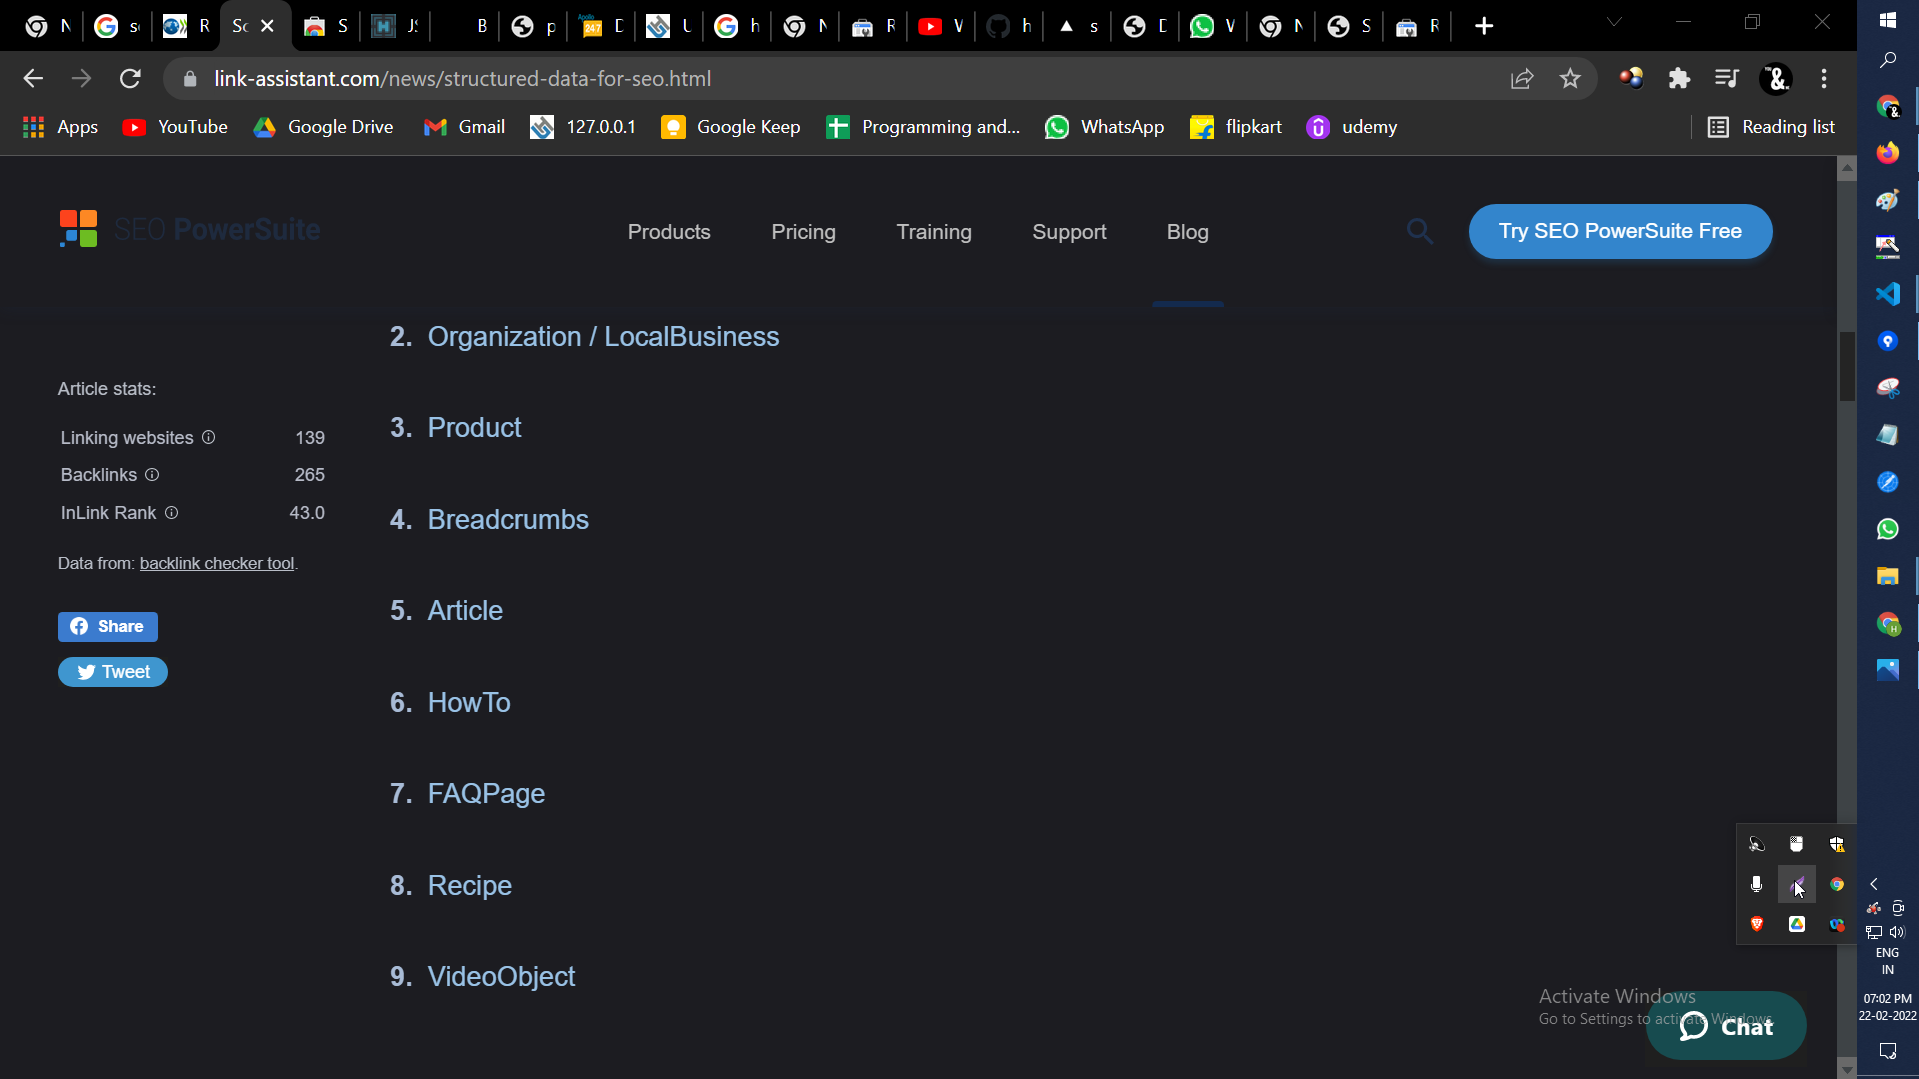 N
s
R
Sc
S
JS
B
p
Apollo
247
D
U
h
N
R
V
h
s
D
V
N
S
R
link-assistant.com/news/structured-data-for-seo.html
Apps
YouTube
Google Drive
Gmail
127.0.0.1
Google Keep
Programming and...
WhatsApp
flipkart
udemy
Reading list
SEO PowerSuite
Products
Pricing
Training
Support
Blog
Try SEO PowerSuite Free
2. Organization / LocalBusiness
Article stats:
Linking websites 139
Backlinks 265
InLink Rank 43.0
Data from: backlink checker tool.
Share
Tweet
3. Product
4. Breadcrumbs
5. Article
6. HowTo
7. FAQPage
8. Recipe
9. VideoObject
Activate Windows
Go to Settings to activate Windows.
Chat
ENG
IN
07:02 PM
22-02-2022